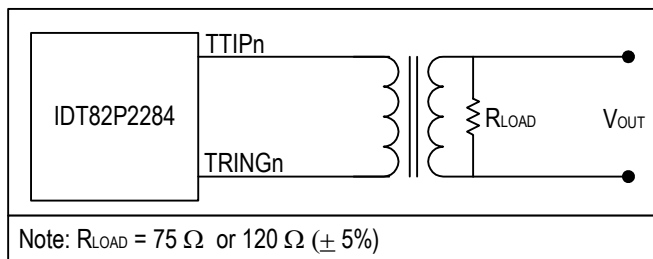 TTIPn
IDT82P2284
RLOAD
VOUT
TRINGn
Note: RLOAD = 75 Ω or 120 Ω (± 5%)